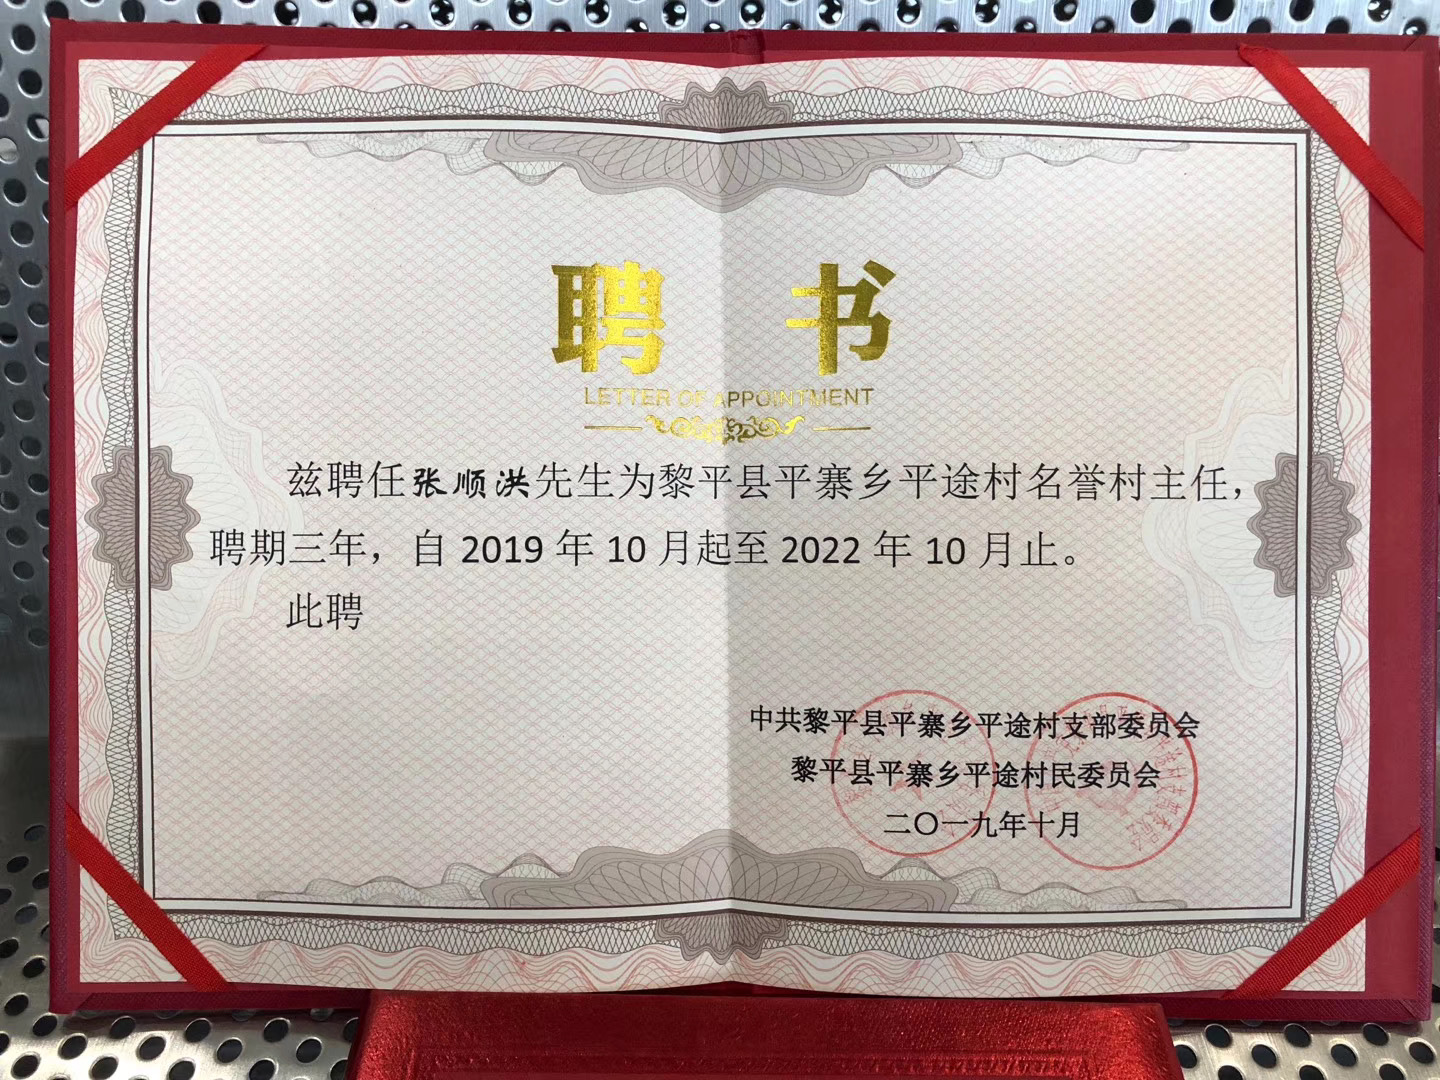 聘 书
LETTER OF APPOINTMENT
兹聘任张顺洪先生为黎平县平寨乡平途村名誉村主任，
聘期三年，自 2019 年 10 月起至 2022 年 10 月止。
此聘
中共黎平县平寨乡平途村支部委员会
黎平县平寨乡平途村民委员会
二〇一九年十月